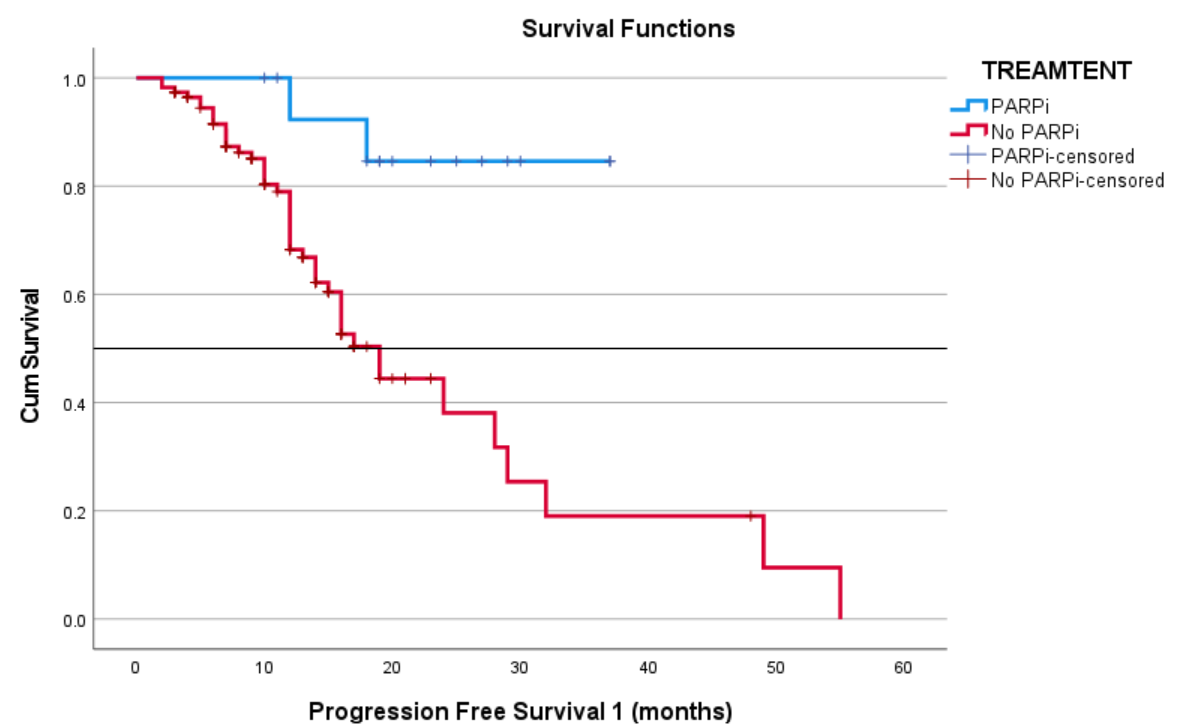 Survival Functions
TREAMTENT
PARPi
No PARPi
PARPi-censored
No PARPi-censored
Cum Survival
1.0
0.8
0.6
0.4
0.2
0.0
0 10 20 30 40 50 60
Progression Free Survival 1 (months)